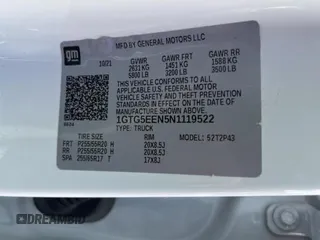 gm
MFD BY GENERAL MOTORS LLC
10/21 GVWR GAWR FRT GAWR RR
2631 KG 1451 KG 1588 KG
5800 LB 3200 LB 3500 LB
THIS VEHICLE CONFORMS TO ALL
APPLICABLE U.S. FEDERAL MOTOR
VEHICLE SAFETY AND THEFT
PREVENTION STANDARDS IN EFFECT
ON THE DATE OF MANUFACTURE
SHOWN ABOVE.
1GTG5EEN5N1119522
TYPE: TRUCK
MODEL: 52T2P43
TIRE SIZE RIM
FRT P255/55R20 H 20X8.5J
RR P255/55R20 H 20X8.5J
SPA 255/65R17 T 17X8J
DREAMBID